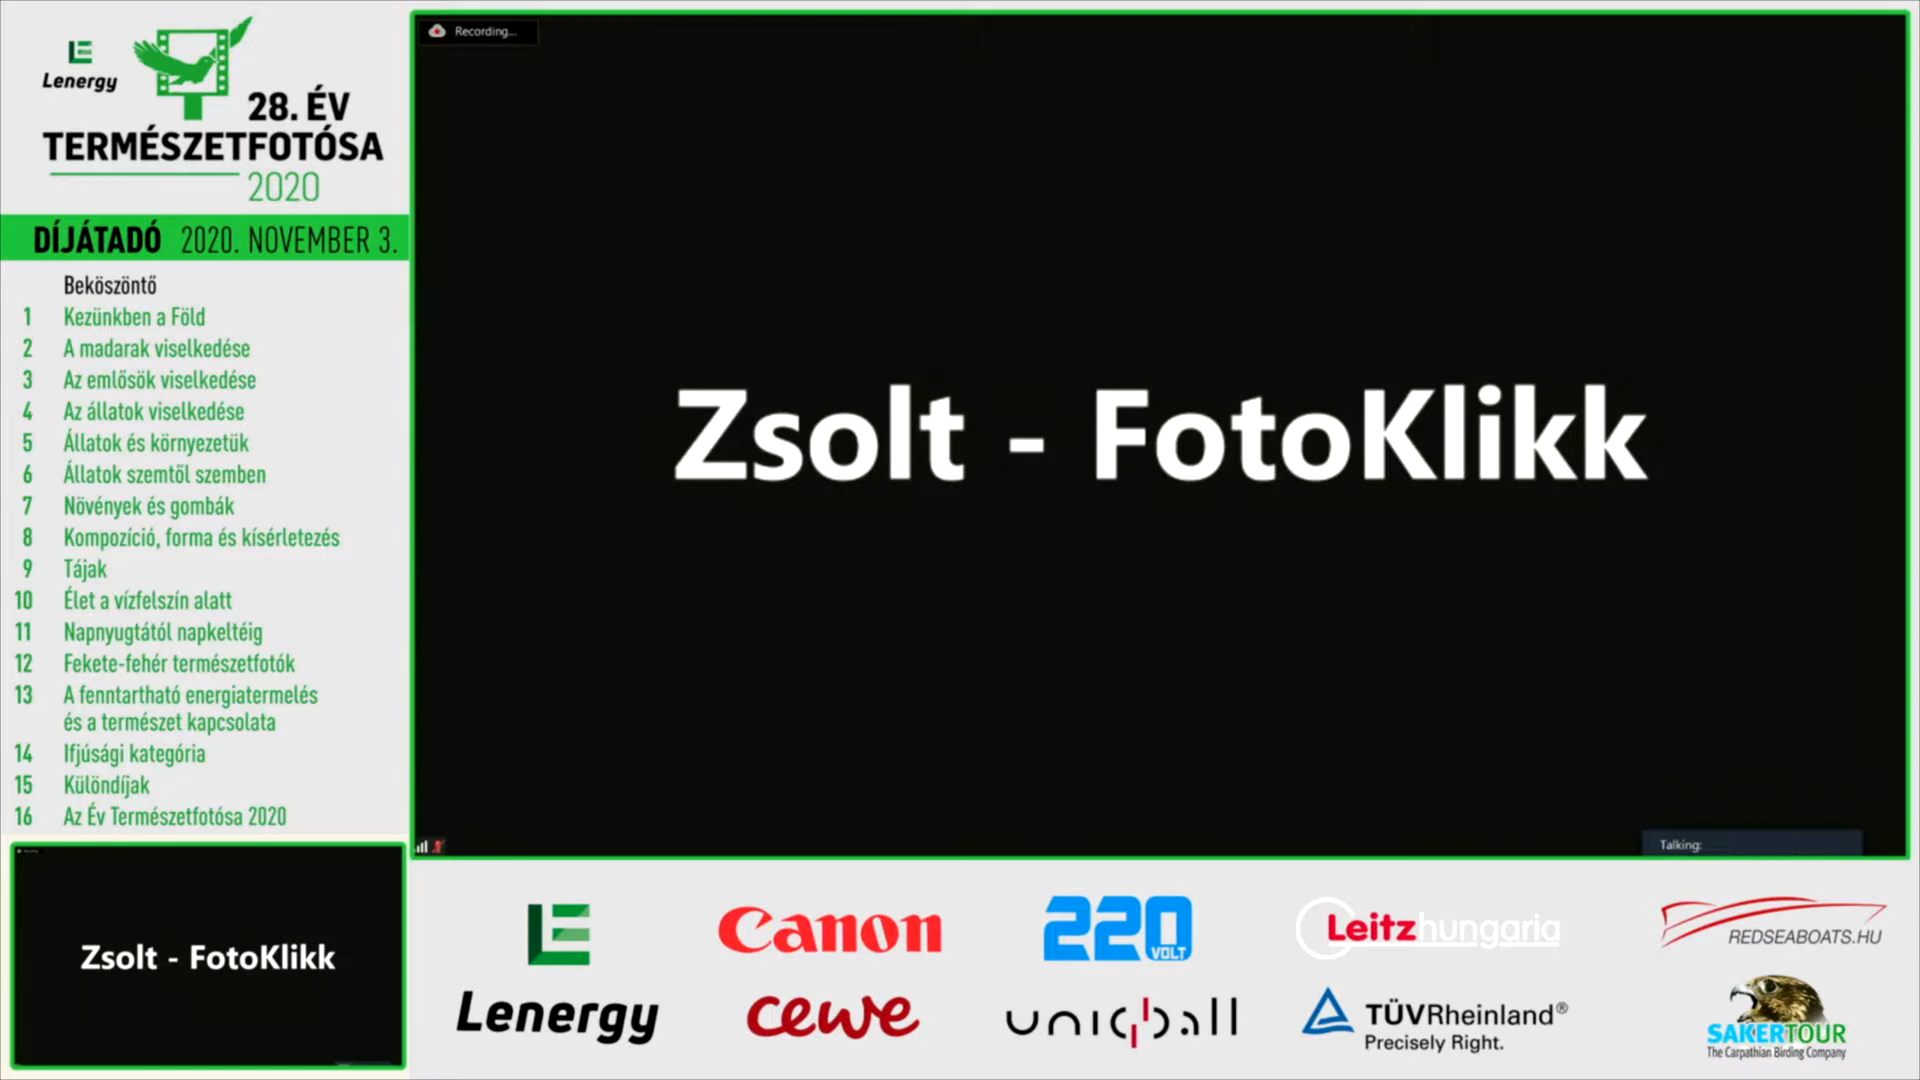 Lenergy
28. ÉV
TERMÉSZETFOTÓSA
2020
DÍJÁTADÓ 2020. NOVEMBER 3.
Beköszöntő
1 Kezünkben a Föld
2 A madarak viselkedése
3 Az emlősök viselkedése
4 Az állatok viselkedése
5 Állatok és környezetük
6 Állatok szemtől szemben
7 Növények és gombák
8 Kompozíció, forma és kísérletezés
9 Tájak
10 Élet a vízfelszín alatt
11 Napnyugtától napkeltéig
12 Fekete-fehér természetfotók
13 A fenntartható energiatermelés
és a természet kapcsolata
14 Ifjúsági kategória
15 Különdíjak
16 Az Év Természetfotósa 2020
Zsolt - FotoKlikk
Recording...
Zsolt - FotoKlikk
Talking:
Canon
220
VOLT
Leitz hungaria
REDSEABOATS.HU
Lenergy
cewe
uniqball
TÜVRheinland®
Precisely Right.
SAKERTOUR
The Carpathian Birding Company